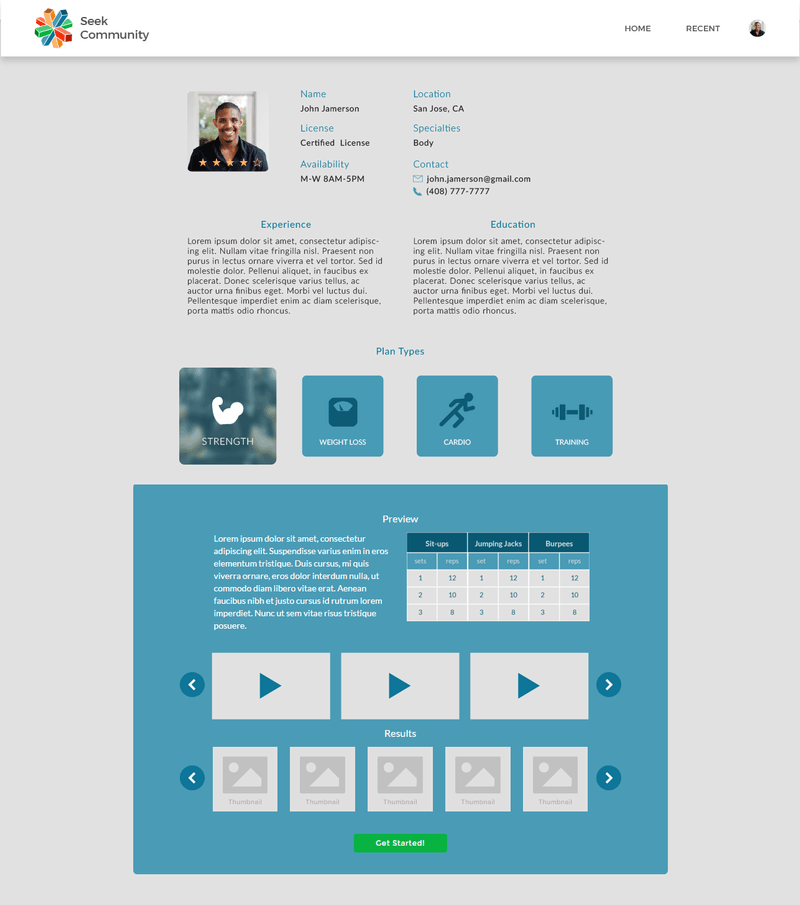 Seek
Community
HOME
RECENT
Name
John Jamerson
Location
San Jose, CA
License
Certified License
Specialties
Body
Availability
M-W 8AM-5PM
Contact
john.jamerson@gmail.com
(408) 777-7777
Experience
Lorem ipsum dolor sit amet, consectetur adipisc-
ing elit. Nullam vitae fringilla nisl. Praesent non
purus in lectus ornare viverra et vel tortor. Sed id
molestie dolor. Pellenui aliquet, in faucibus ex
placerat. Donec scelerisque varius tellus, ac
auctor urna finibus eget. Morbi vel luctus dui.
Pellentesque imperdiet enim ac diam scelerisque,
porta mattis odio rhoncus.
Education
Lorem ipsum dolor sit amet, consectetur adipisc-
ing elit. Nullam vitae fringilla nisl. Praesent non
purus in lectus ornare viverra et vel tortor. Sed id
molestie dolor. Pellenui aliquet, in faucibus ex
placerat. Donec scelerisque varius tellus, ac
auctor urna finibus eget. Morbi vel luctus dui.
Pellentesque imperdiet enim ac diam scelerisque,
porta mattis odio rhoncus.
Plan Types
STRENGTH
WEIGHT LOSS
CARDIO
TRAINING
Preview
Lorem ipsum dolor sit amet, consectetur
adipiscing elit. Suspendisse varius enim in eros
elementum tristique. Duis cursus, mi quis
viverra ornare, eros dolor interdum nulla, ut
commodo diam libero vitae erat. Aenean
faucibus nibh et justo cursus id rutrum lorem
imperdiet. Nunc ut sem vitae risus tristique
posuere.
Sit-ups Jumping Jacks Burpees
sets reps set reps set reps
1 12 1 12 1 12
2 10 2 10 2 10
3 8 3 8 3 8
Results
Thumbnail Thumbnail Thumbnail Thumbnail Thumbnail
Get Started!